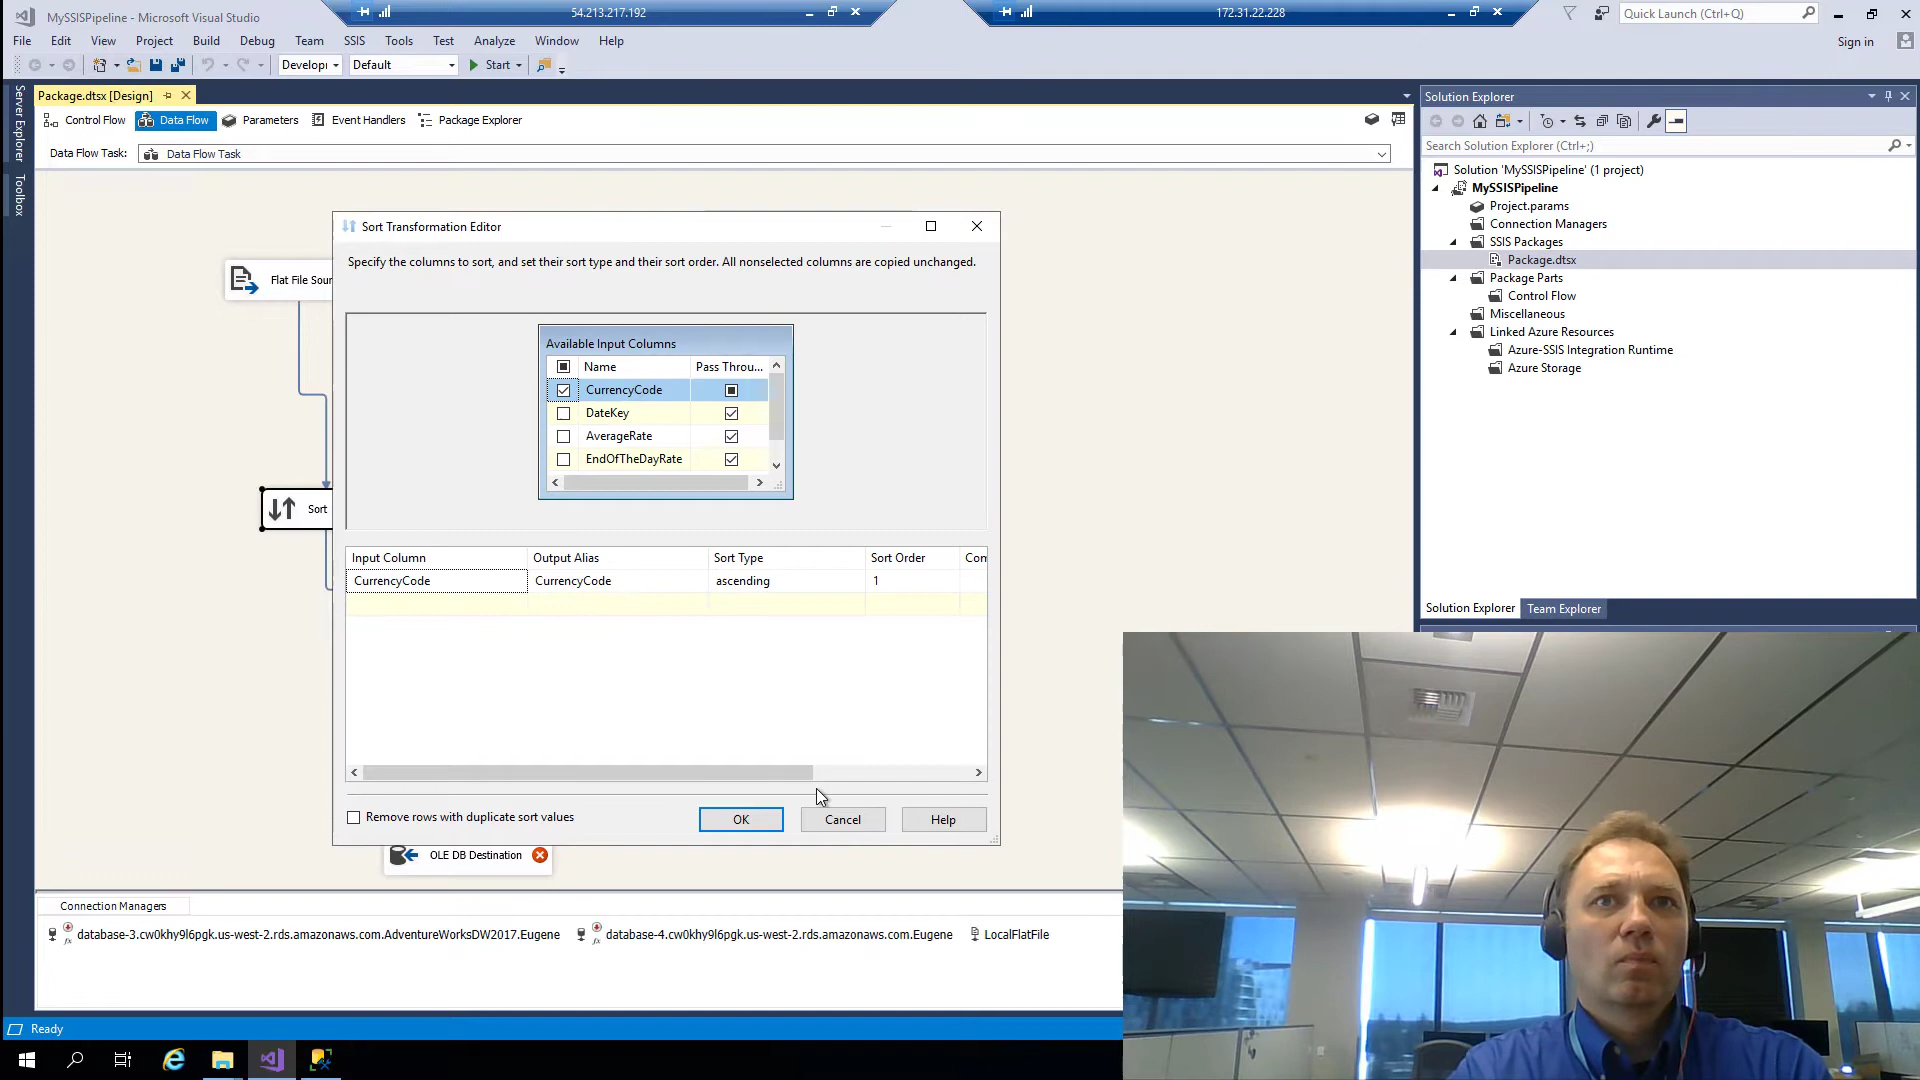 MySSISPipeline - Microsoft Visual Studio
54.213.217.192
172.31.22.228
Quick Launch (Ctrl+Q)
File Edit View Project Build Debug Team SSIS Tools Test Analyze Window Help
Sign in
Develop Default Start
Server Explorer
Toolbox
Package.dtsx [Design]
Control Flow Data Flow Parameters Event Handlers Package Explorer
Data Flow Task: Data Flow Task
Flat File Sour
Sort
Sort Transformation Editor
Specify the columns to sort, and set their sort type and their sort order. All nonselected columns are copied unchanged.
Available Input Columns
Name Pass Throu...
CurrencyCode
DateKey
AverageRate
EndOfTheDayRate
Input Column Output Alias Sort Type Sort Order Com
CurrencyCode CurrencyCode ascending 1
Remove rows with duplicate sort values
OK Cancel Help
OLE DB Destination
Connection Managers
database-3.cw0khy9l6pgk.us-west-2.rds.amazonaws.com.AdventureWorksDW2017.Eugene
database-4.cw0khy9l6pgk.us-west-2.rds.amazonaws.com.Eugene
LocalFlatFile
Ready
Solution Explorer
Search Solution Explorer (Ctrl+;)
Solution 'MySSISPipeline' (1 project)
MySSISPipeline
Project.params
Connection Managers
SSIS Packages
Package.dtsx
Package Parts
Control Flow
Miscellaneous
Linked Azure Resources
Azure-SSIS Integration Runtime
Azure Storage
Solution Explorer Team Explorer